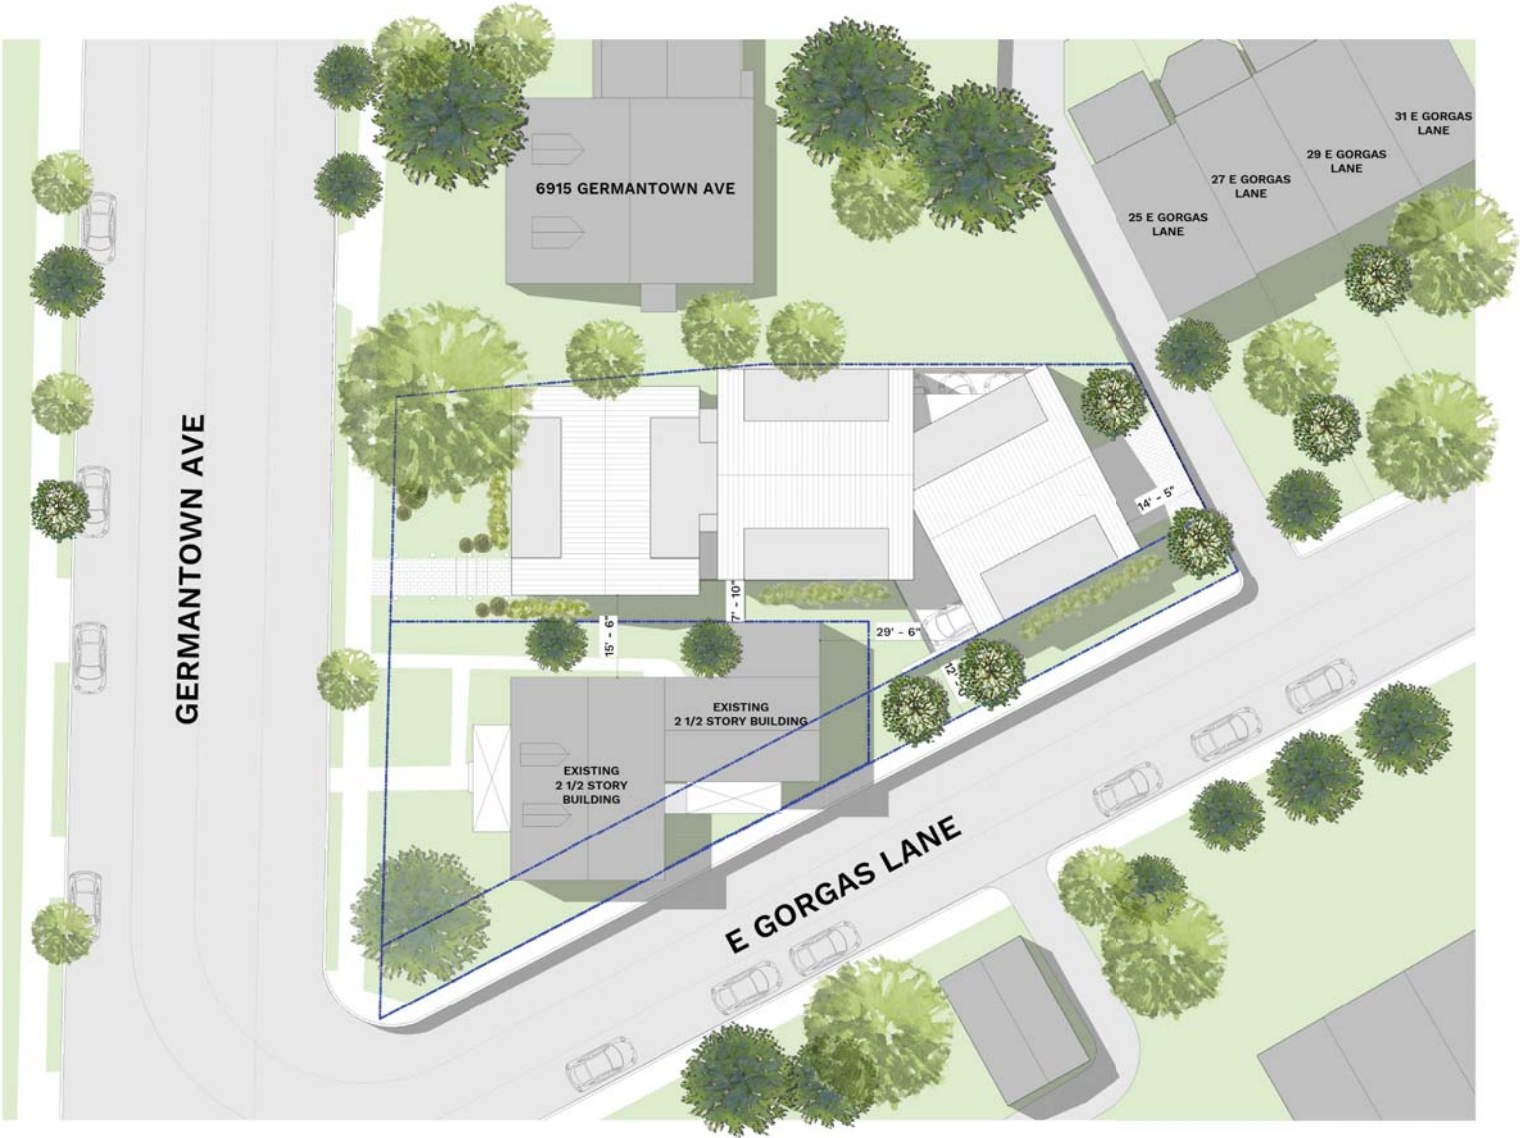 31 E GORGAS
LANE
29 E GORGAS
LANE
27 E GORGAS
LANE
25 E GORGAS
LANE
6915 GERMANTOWN AVE
GERMANTOWN AVE
14' - 5"
7' - 10"
15' - 6"
29' - 6"
EXISTING
2 1/2 STORY BUILDING
EXISTING
2 1/2 STORY
BUILDING
E GORGAS LANE